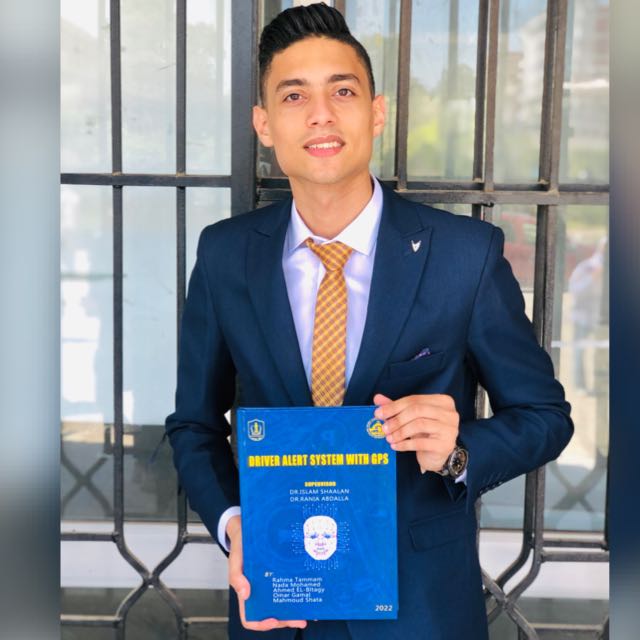 DRIVER ALERT SYSTEM WITH GPS
SUPERVISOR
DR.ISLAM SHAALAN
DR.RANIA ABDALLA
BY
Rahma Tammam
Nada Mohamed
Ahmed EL-Bitagy
Omar Gamal
Mahmoud Shata
2022